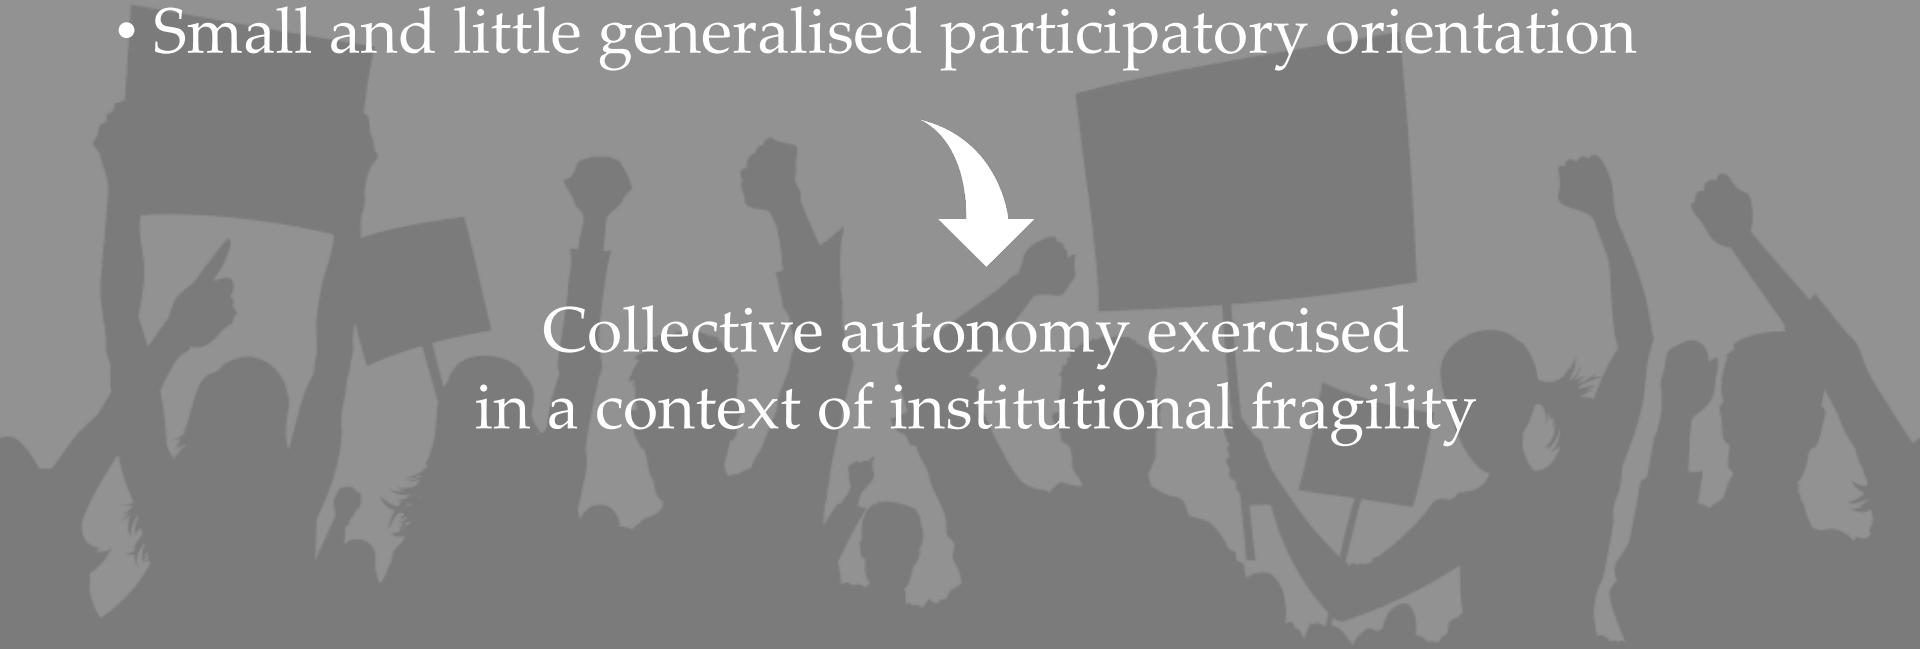 • Small and little generalised participatory orientation
Collective autonomy exercised
in a context of institutional fragility